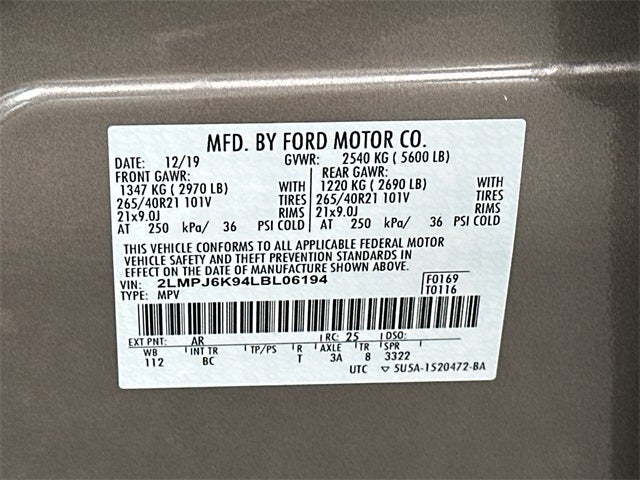 MFD. BY FORD MOTOR CO.
DATE: 12/19 GVWR: 2540 KG (5600 LB)
FRONT GAWR: REAR GAWR:
1347 KG (2970 LB) WITH 1220 KG (2690 LB) WITH
265/40R21 101V TIRES 265/40R21 101V TIRES
21x9.0J RIMS 21x9.0J RIMS
AT 250 kPa/ 36 PSI COLD AT 250 kPa/ 36 PSI COLD
THIS VEHICLE CONFORMS TO ALL APPLICABLE FEDERAL MOTOR
VEHICLE SAFETY AND THEFT PREVENTION STANDARDS IN
EFFECT ON THE DATE OF MANUFACTURE SHOWN ABOVE.
VIN: 2LMPJ6K94LBL06194 F0169
TYPE: MPV T0116
EXT PNT: AR RC: 25 DSO:
WB INT TR TP/PS R AXLE TR SPR
112 BC T 3A 8 3322
UTC ▽ 5U5A-1520472-BA